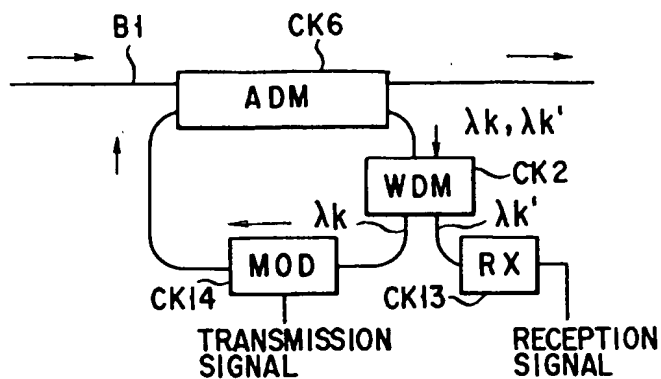 B1
CK6
ADM
λk, λk'
WDM
CK2
λk
λk'
MOD
RX
CK14
CK13
TRANSMISSION
SIGNAL
RECEPTION
SIGNAL